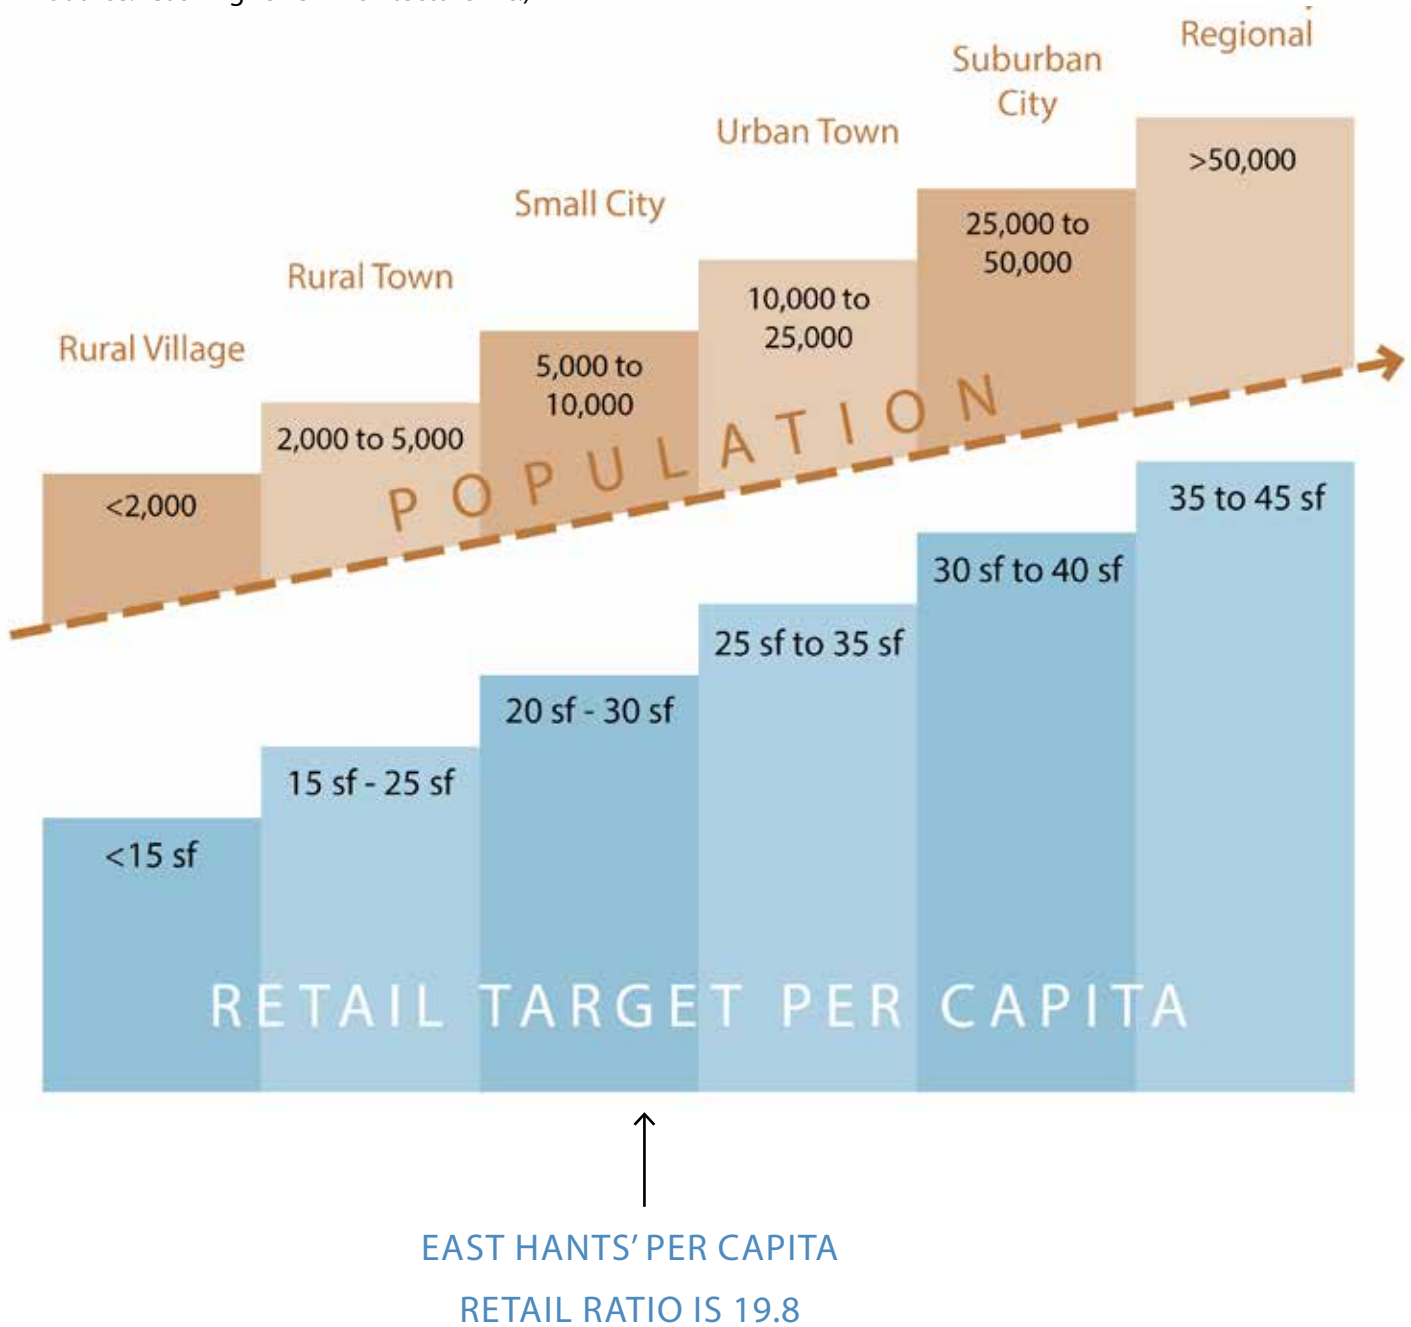 Regional
Suburban
City
Urban Town
Small City
Rural Town
Rural Village
>50,000
25,000 to
50,000
10,000 to
25,000
5,000 to
10,000
2,000 to 5,000
<2,000
POPULATION
35 to 45 sf
30 sf to 40 sf
25 sf to 35 sf
20 sf - 30 sf
15 sf - 25 sf
<15 sf
RETAIL TARGET PER CAPITA
EAST HANTS’ PER CAPITA
RETAIL RATIO IS 19.8